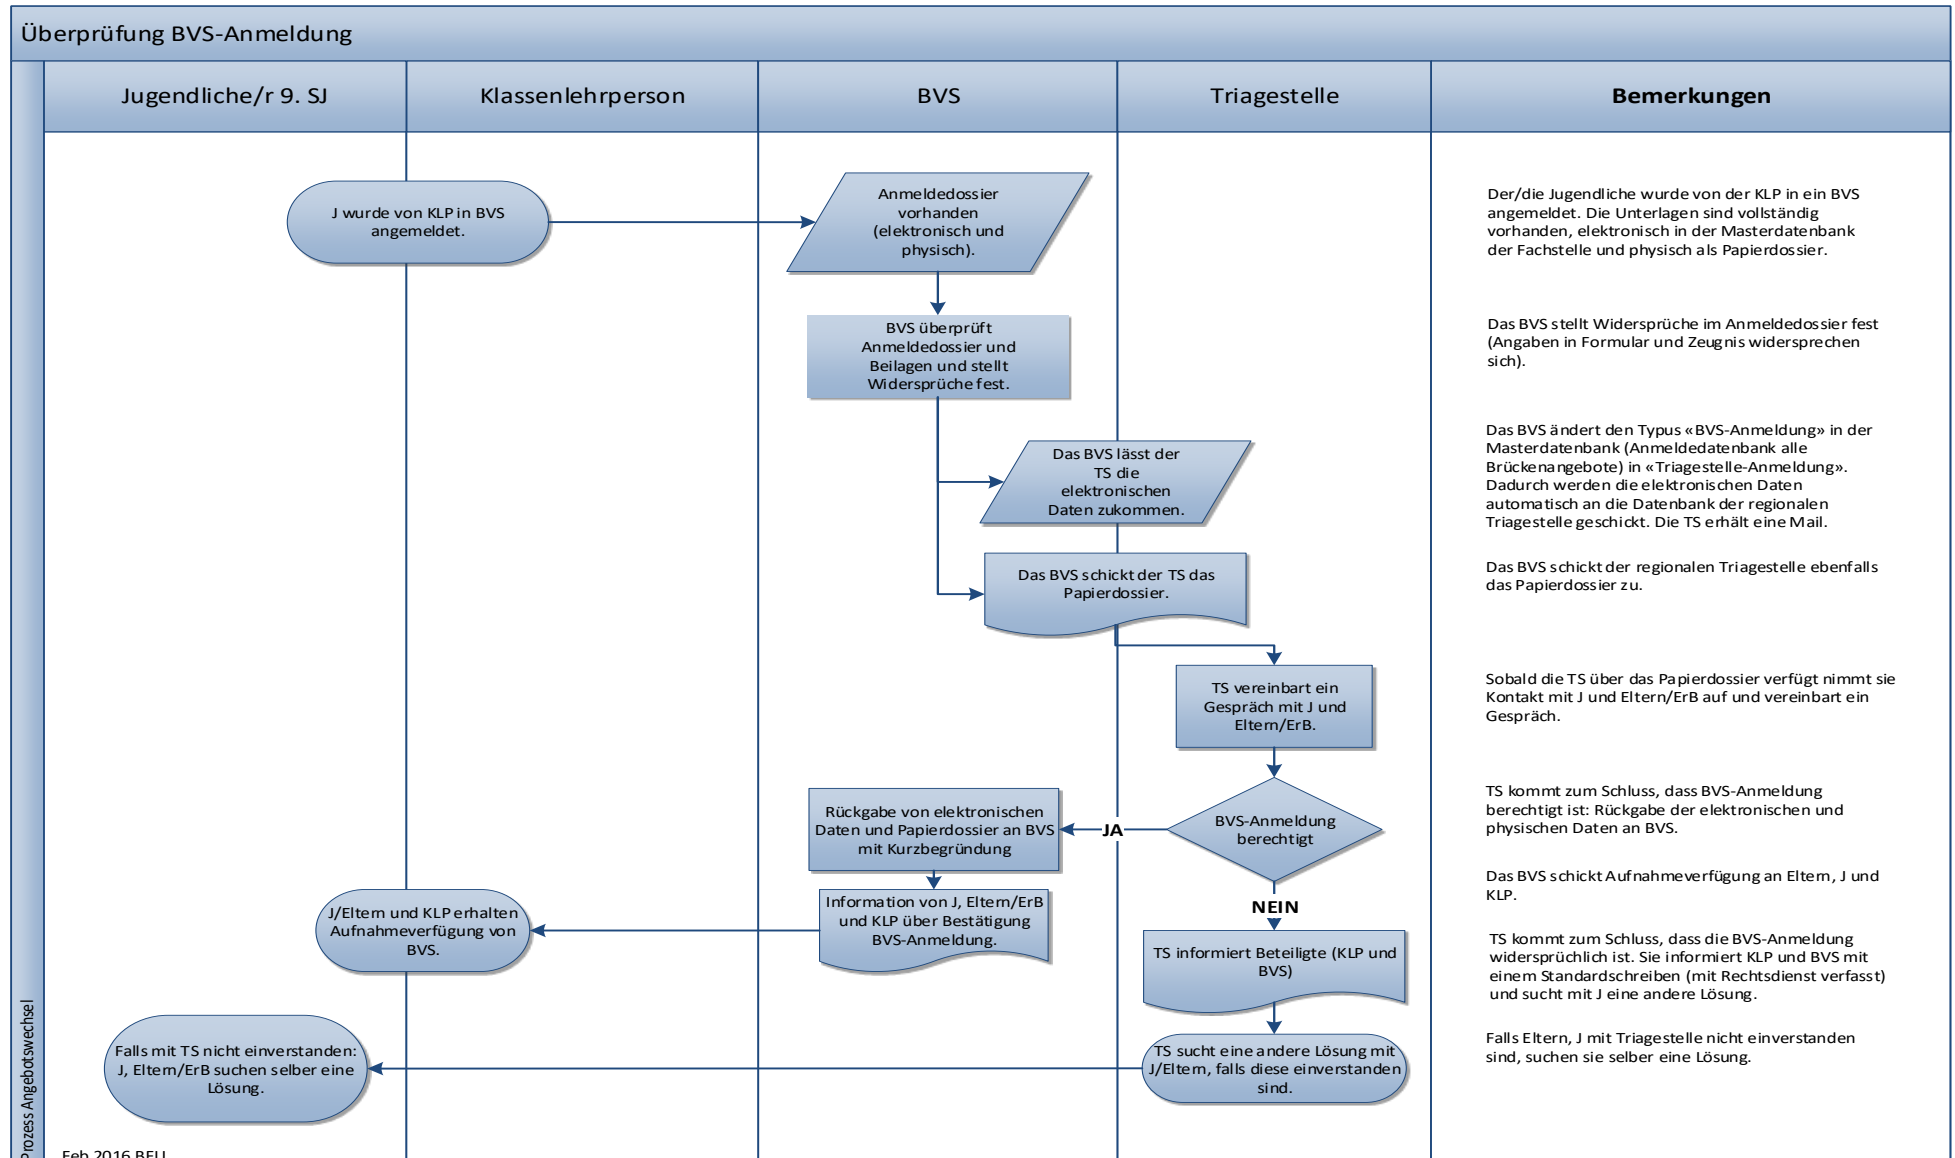 Überprüfung BVS-Anmeldung
Jugendliche/r 9. SJ
Klassenlehrperson
BVS
Triagestelle
Bemerkungen
J wurde von KLP in BVS
angemeldet.
Anmeldedossier
vorhanden
(elektronisch und
physisch).
Der/die Jugendliche wurde von der KLP in ein BVS
angemeldet. Die Unterlagen sind vollständig
vorhanden, elektronisch in der Masterdatenbank
der Fachstelle und physisch als Papierdossier.
BVS überprüft
Anmeldedossier und
Beilagen und stellt
Widersprüche fest.
Das BVS stellt Widersprüche im Anmeldedossier fest
(Angaben in Formular und Zeugnis widersprechen
sich).
Das BVS lässt der
TS die
elektronischen
Daten zukommen.
Das BVS ändert den Typus «BVS-Anmeldung» in der
Masterdatenbank (Anmeldedatenbank alle
Brückenangebote) in «Triagestelle-Anmeldung».
Dadurch werden die elektronischen Daten
automatisch an die Datenbank der regionalen
Triagestelle geschickt. Die TS erhält eine Mail.
Das BVS schickt der TS das
Papierdossier.
Das BVS schickt der regionalen Triagestelle ebenfalls
das Papierdossier zu.
TS vereinbart ein
Gespräch mit J und
Eltern/ErB.
Sobald die TS über das Papierdossier verfügt nimmt sie
Kontakt mit J und Eltern/ErB auf und vereinbart ein
Gespräch.
BVS-Anmeldung
berechtigt
JA
Rückgabe von elektronischen
Daten und Papierdossier an BVS
mit Kurzbegründung
TS kommt zum Schluss, dass BVS-Anmeldung
berechtigt ist: Rückgabe der elektronischen und
physischen Daten an BVS.
Information von J, Eltern/ErB
und KLP über Bestätigung
BVS-Anmeldung.
J/Eltern und KLP erhalten
Aufnahmeverfügung von
BVS.
Das BVS schickt Aufnahmeverfügung an Eltern, J und
KLP.
NEIN
TS informiert Beteiligte (KLP und
BVS)
TS kommt zum Schluss, dass die BVS-Anmeldung
widersprüchlich ist. Sie informiert KLP und BVS mit
einem Standardschreiben (mit Rechtsdienst verfasst)
und sucht mit J eine andere Lösung.
TS sucht eine andere Lösung mit
J/Eltern, falls diese einverstanden
sind.
Falls mit TS nicht einverstanden:
J, Eltern/ErB suchen selber eine
Lösung.
Falls Eltern, J mit Triagestelle nicht einverstanden
sind, suchen sie selber eine Lösung.
Prozess Angebotswechsel
Feb 2016 BFU